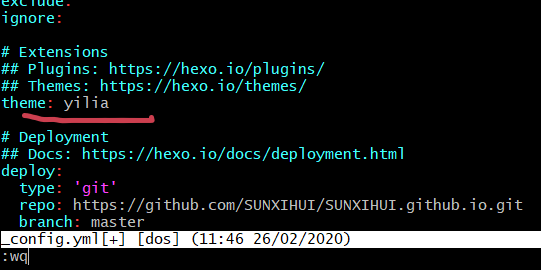 exclude:
ignore:
# Extensions
## Plugins: https://hexo.io/plugins/
## Themes: https://hexo.io/themes/
theme: yilia
# Deployment
## Docs: https://hexo.io/docs/deployment.html
deploy:
type: 'git'
repo: https://github.com/SUNXIHUI/SUNXIHUI.github.io.git
branch: master
_config.yml[+] [dos] (11:46 26/02/2020)
:wq